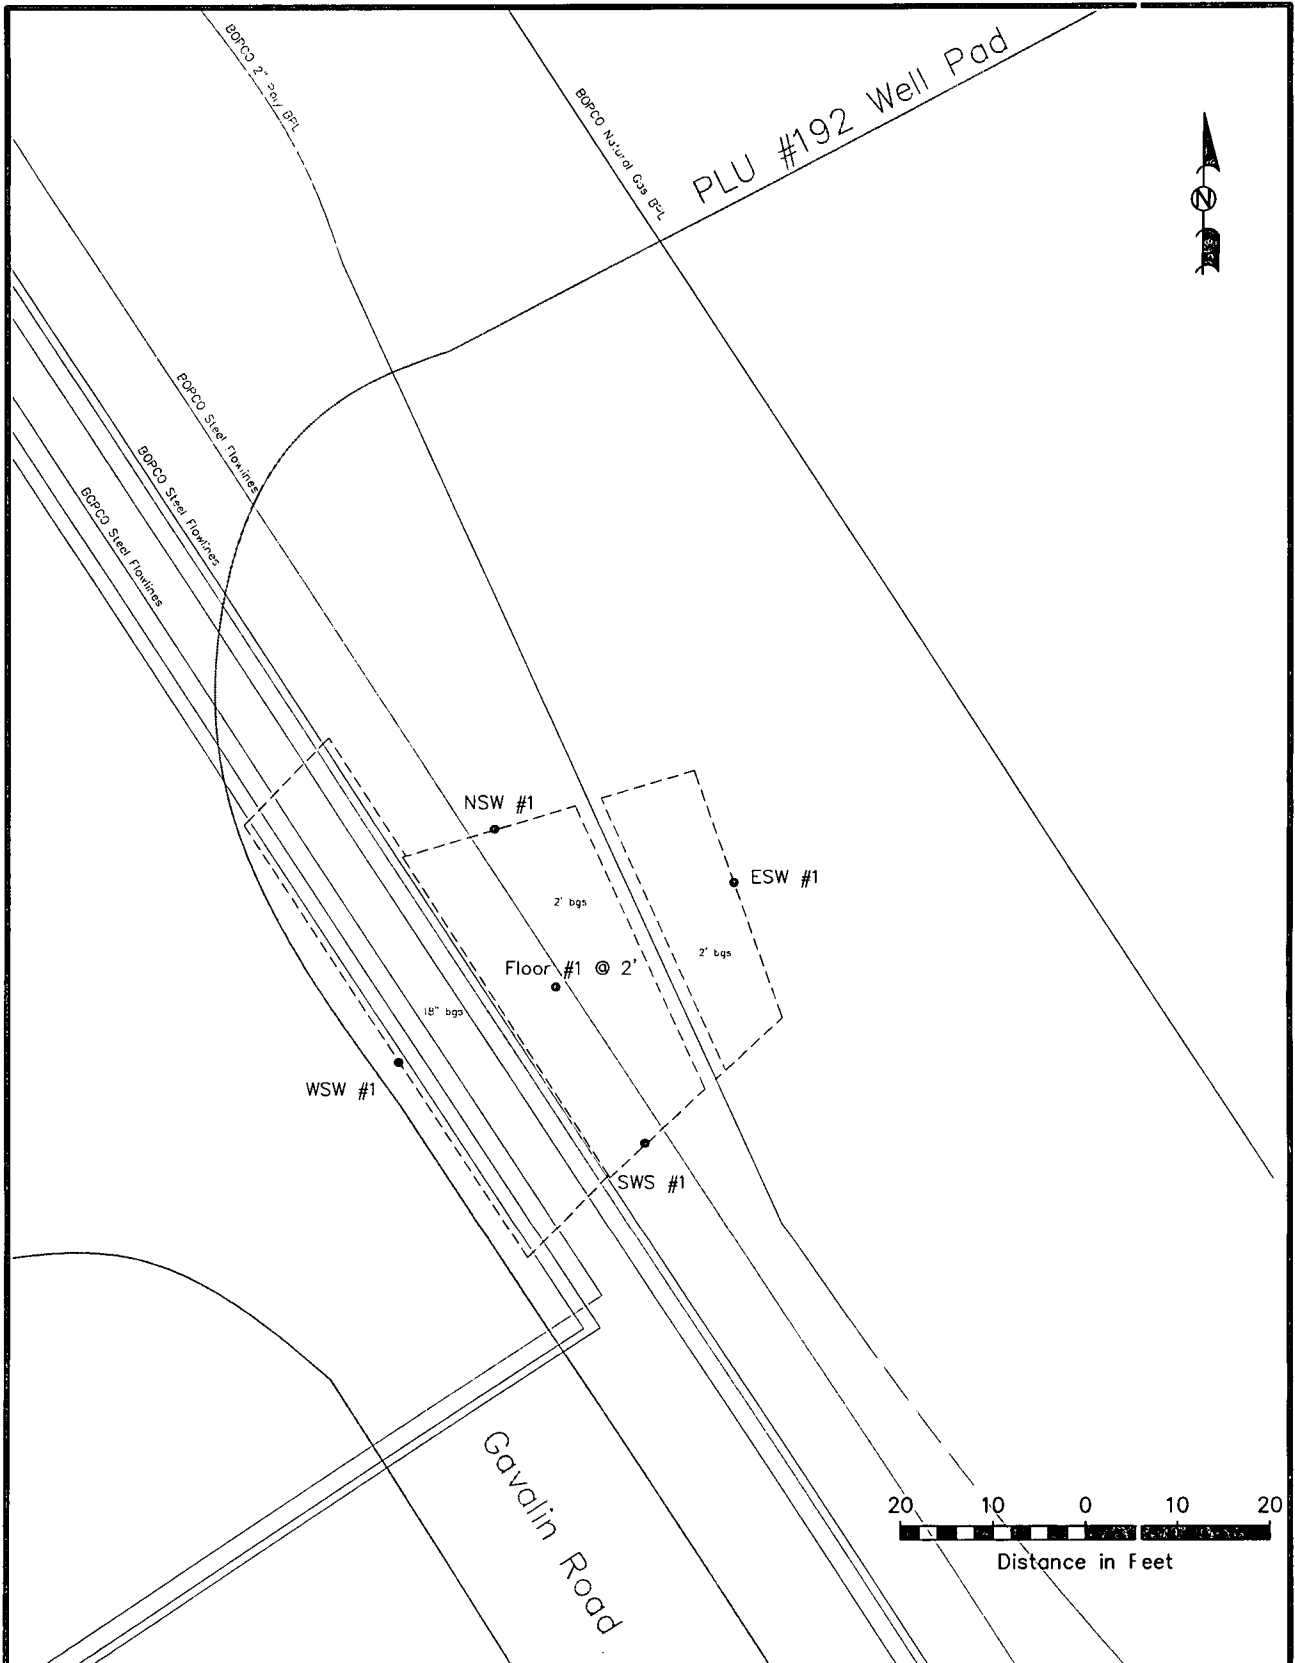 BOPCO 2" Poly BPL
BOPCO Natural Gas BPL
PLU #192 Well Pad
N
BOPCO Steel Flowlines
BOPCO Steel Flowlines
BOPCO Steel Flowlines
NSW #1
ESW #1
2' bgs
2' bgs
Floor #1 @ 2'
18" bgs
WSW #1
SWS #1
Gavalin Road
20 10 0 10 20
Distance in Feet